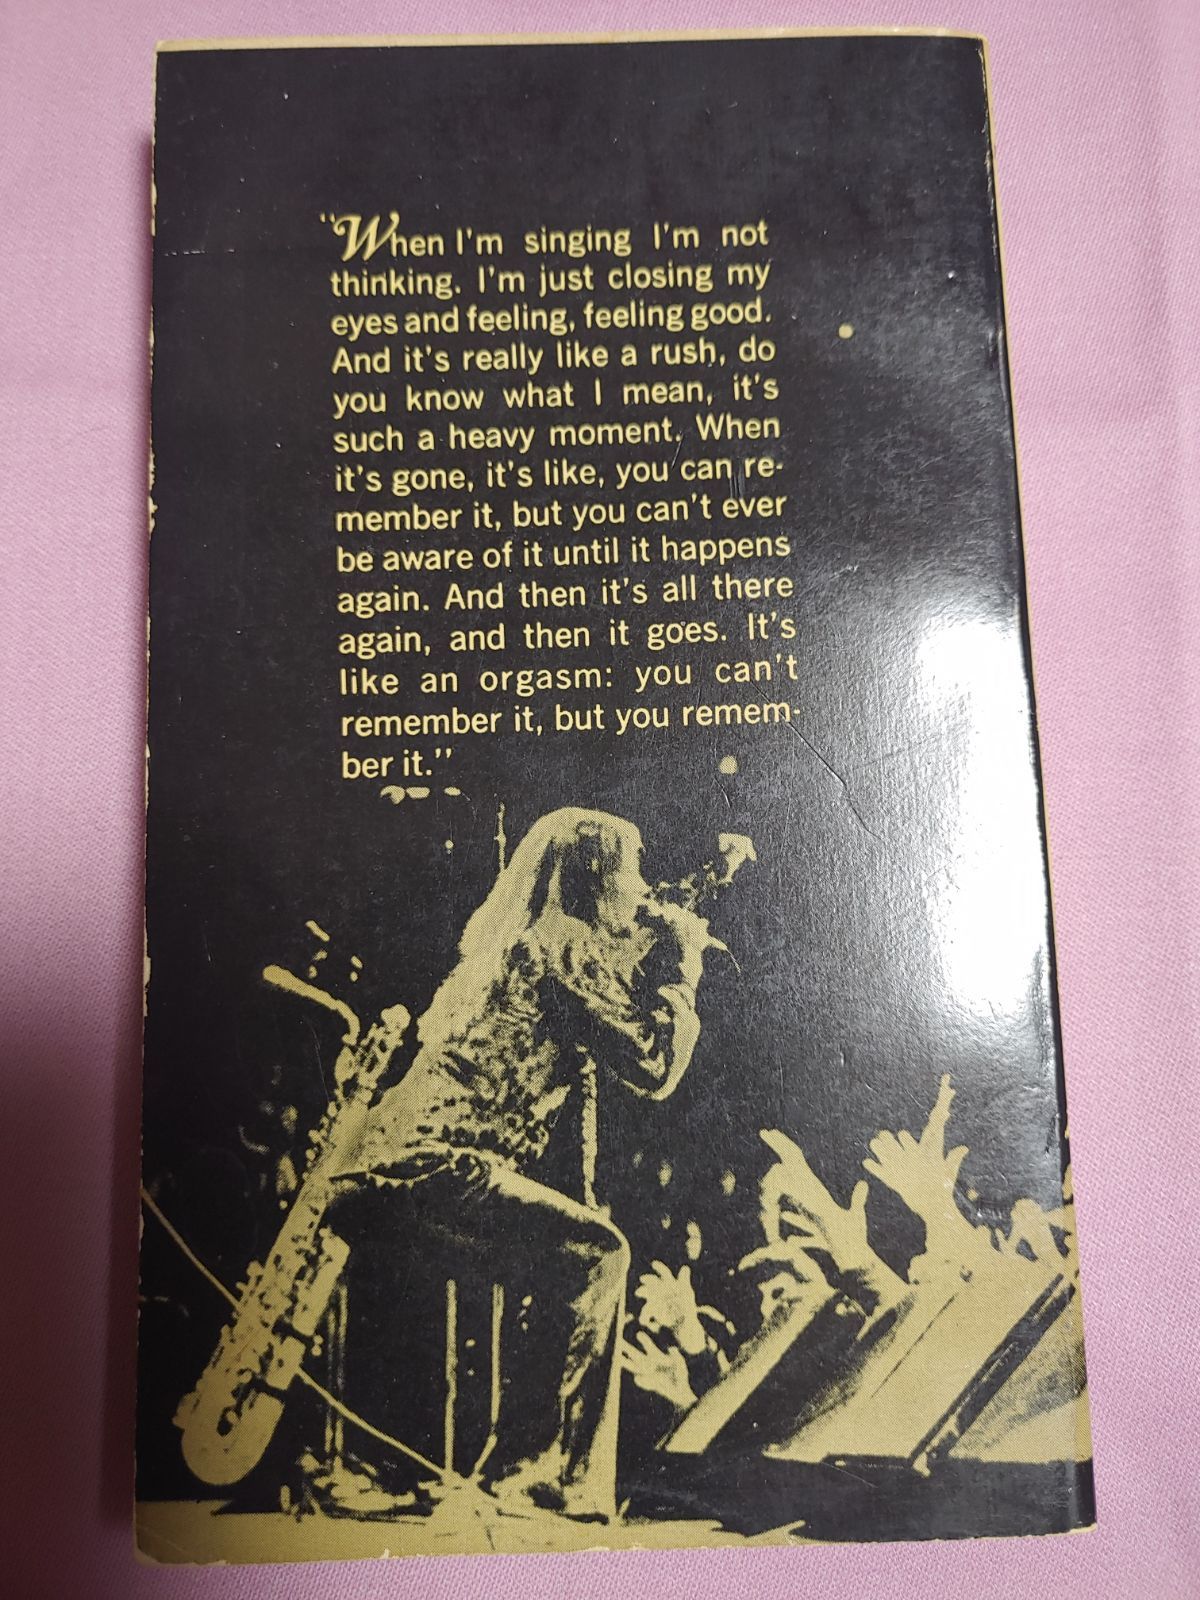 "When I'm singing I'm not
thinking. I'm just closing my
eyes and feeling, feeling good.
And it's really like a rush, do
you know what I mean, it's
such a heavy moment. When
it's gone, it's like, you can re-
member it, but you can't ever
be aware of it until it happens
again. And then it's all there
again, and then it goes. It's
like an orgasm: you can't
remember it, but you remem-
ber it."